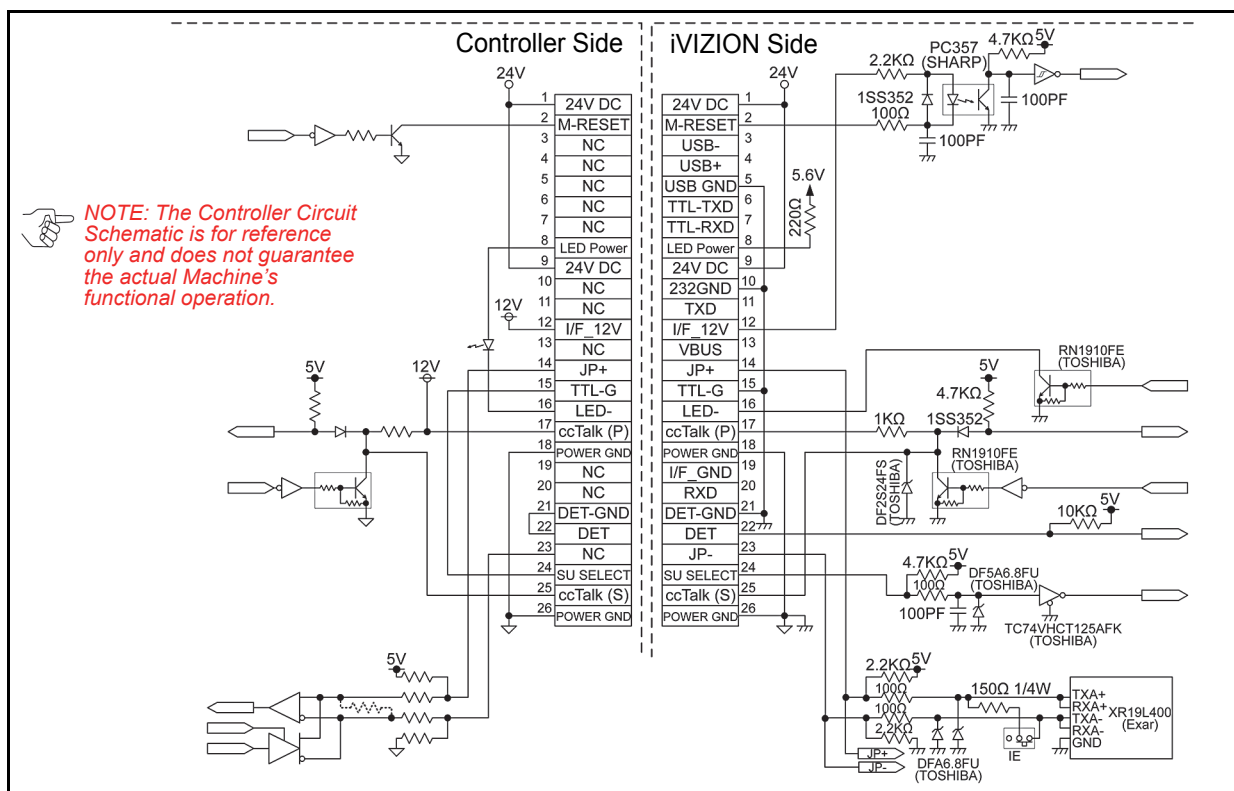 Controller Side
iVIZION Side
NOTE: The Controller Circuit
Schematic is for reference
only and does not guarantee
the actual Machine's
functional operation.
24V
1 24V DC
2 M-RESET
3 NC
4 NC
5 NC
6 NC
7 NC
8 LED Power
9 24V DC
10 NC
11 NC
12V
12 I/F_12V
13 NC
14 JP+
15 TTL-G
16 LED-
17 ccTalk (P)
18 POWER GND
19 NC
20 NC
21 DET-GND
22 DET
23 NC
24 SU SELECT
25 ccTalk (S)
26 POWER GND
5V
12V
5V
24V
24V DC 1
M-RESET 2
USB- 3
USB+ 4
USB GND 5
TTL-TXD 6
TTL-RXD 7
LED Power 8
24V DC 9
232GND 10
TXD 11
I/F_12V 12
VBUS 13
JP+ 14
TTL-G 15
LED- 16
ccTalk (P) 17
POWER GND 18
I/F_GND 19
RXD 20
DET-GND 21
DET 22
JP- 23
SU SELECT 24
ccTalk (S) 25
POWER GND 26
4.7KΩ
5V
PC357
(SHARP)
2.2KΩ
1SS352
100Ω
100PF
100PF
5.6V
220Ω
RN1910FE
(TOSHIBA)
5V
4.7KΩ
1KΩ
1SS352
RN1910FE
(TOSHIBA)
DF2S24FS
(TOSHIBA)
5V
10KΩ
4.7KΩ
5V
100Ω
DF5A6.8FU
(TOSHIBA)
100PF
TC74VHCT125AFK
(TOSHIBA)
2.2KΩ
5V
100Ω
100Ω
2.2KΩ
150Ω 1/4W
IE
TXA+
RXA+
TXA-
RXA-
GND
XR19L400
(Exar)
JP+
JP-
DFA6.8FU
(TOSHIBA)